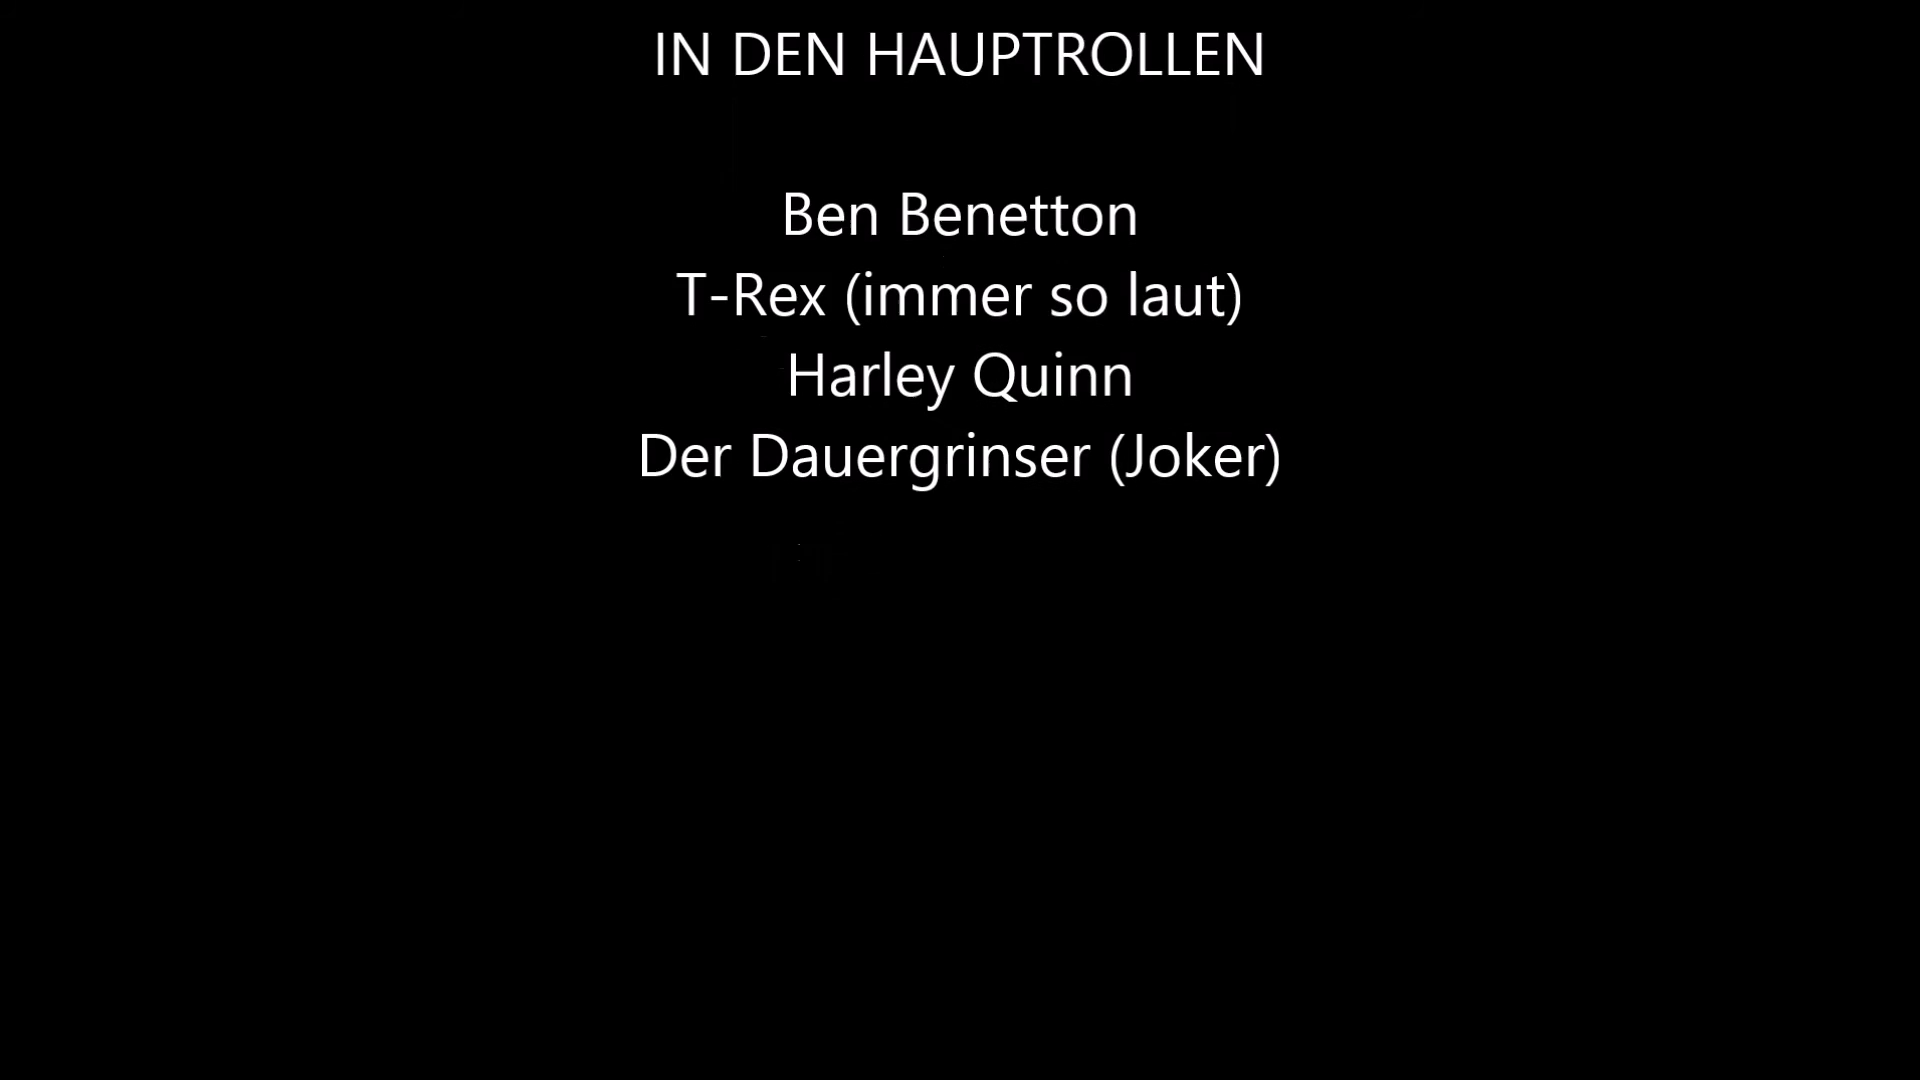 IN DEN HAUPTROLLEN
Ben Benetton
T-Rex (immer so laut)
Harley Quinn
Der Dauergrinser (Joker)